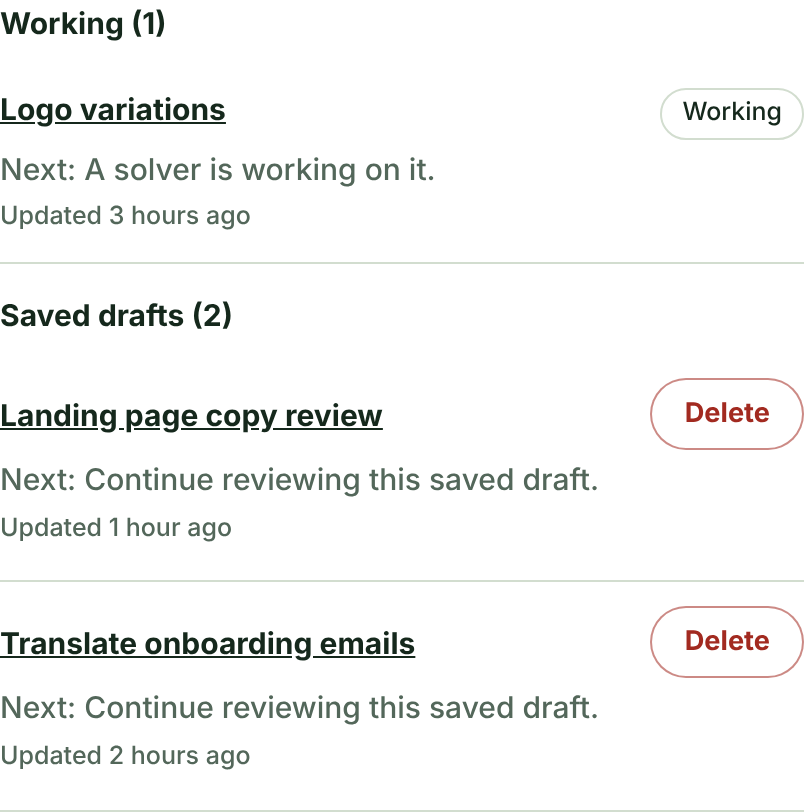 Working (1)
Logo variations
Working
Next: A solver is working on it.
Updated 3 hours ago
Saved drafts (2)
Landing page copy review
Delete
Next: Continue reviewing this saved draft.
Updated 1 hour ago
Translate onboarding emails
Delete
Next: Continue reviewing this saved draft.
Updated 2 hours ago